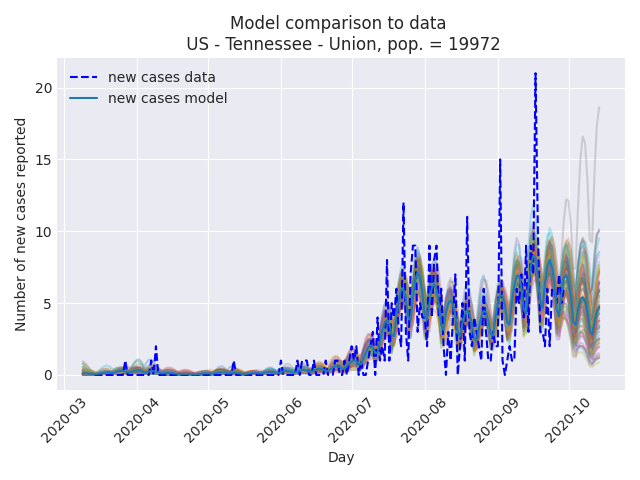 Model comparison to data
US - Tennessee - Union, pop. = 19972
new cases data
new cases model
Number of new cases reported
20
15
10
5
0
2020-03
2020-04
2020-05
2020-06
2020-07
2020-08
2020-09
2020-10
Day